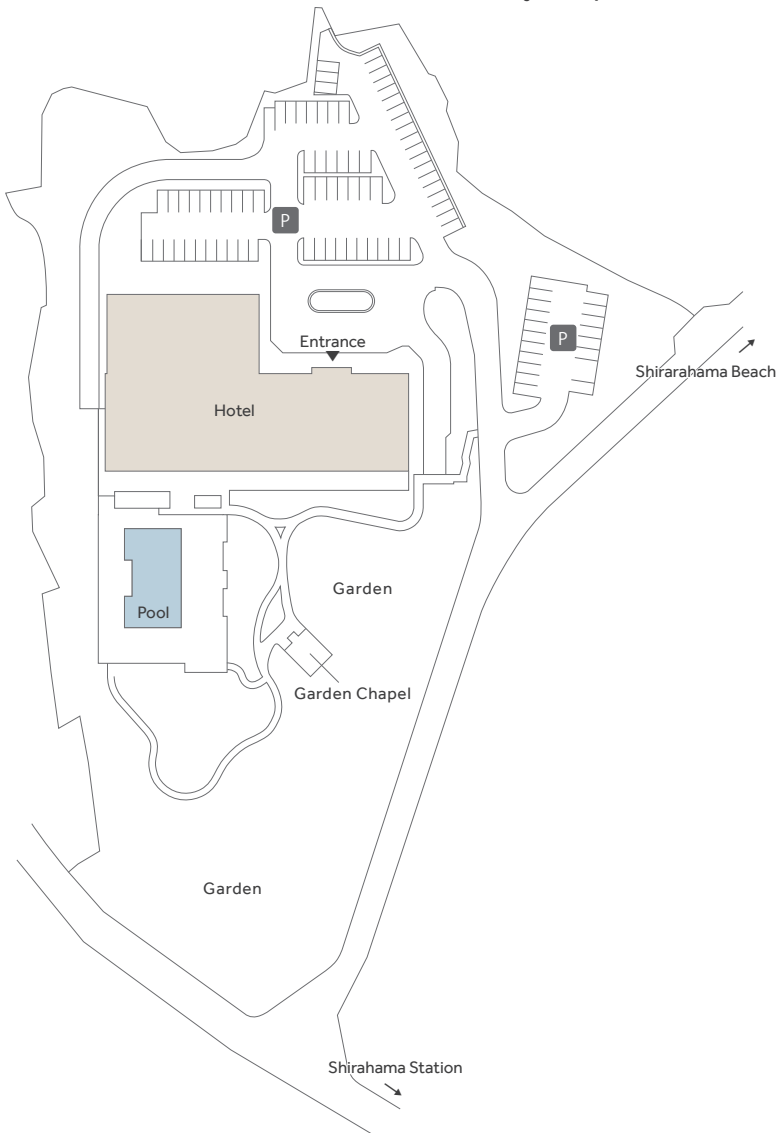 P
Entrance
P
Shirarahama Beach
Hotel
Garden
Pool
Garden Chapel
Garden
Shirahama Station